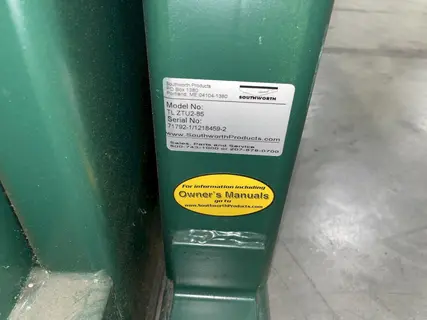 Southworth Products
PO Box 1380
Portland, ME 04104-1380
SOUTHWORTH
Model No:
TL ZTU2-85
Serial No:
71792-1/1218459-2
www.SouthworthProducts.com
Sales, Parts and Service
800-743-1000 or 207-878-0700
For information including
Owner's Manuals
go to
www.SouthworthProducts.com